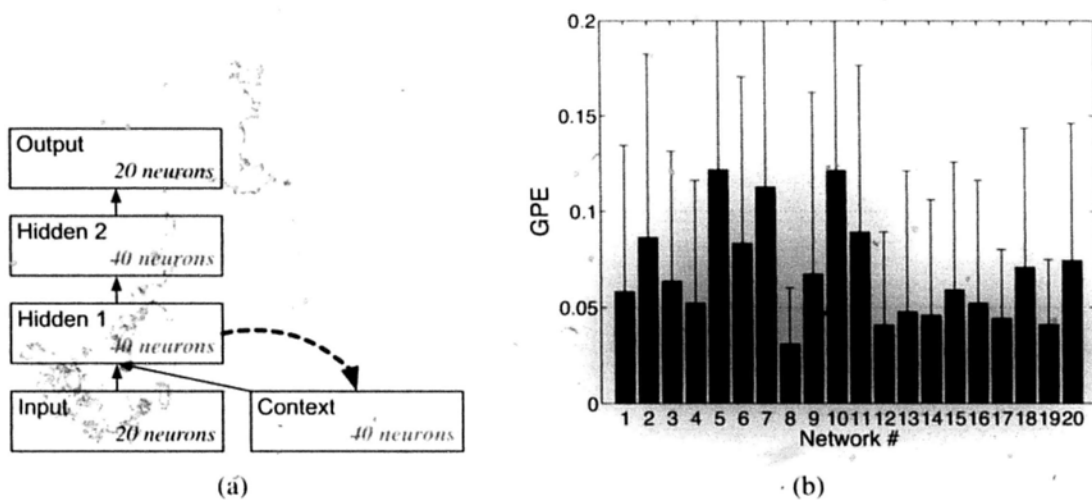 Output
20 neurons
Hidden 2
40 neurons
Hidden 1
40 neurons
Input
20 neurons
Context
40 neurons
(a)
0.2
0.15
0.1
0.05
0
GPE
1 2 3 4 5 6 7 8 9 10 11 12 13 14 15 16 17 18 19 20
Network #
(b)